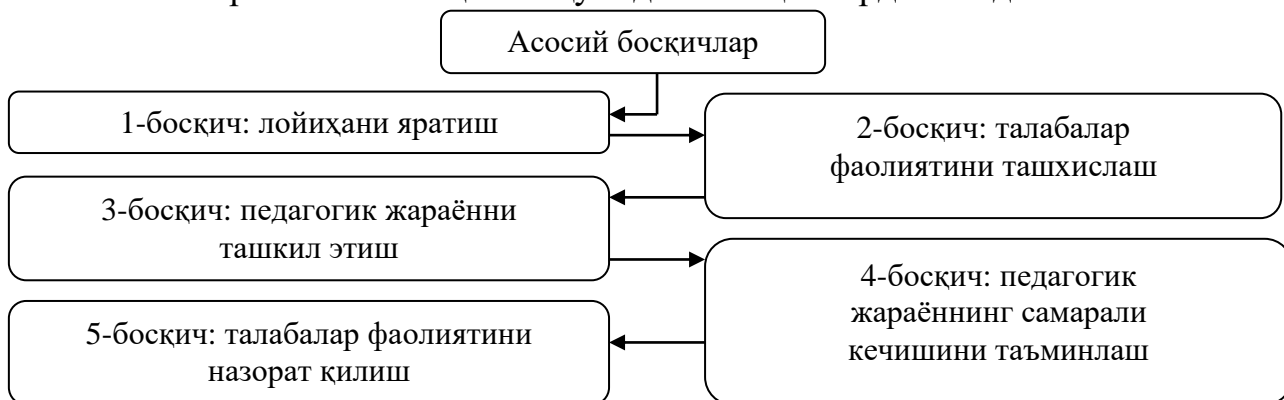 Асосий босқичлар
1-босқич: лойиҳани яратиш
2-босқич: талабалар
фаолиятини ташхислаш
3-босқич: педагогик жараённи
ташкил этиш
4-босқич: педагогик
жараённинг самарали
кечишини таъминлаш
5-босқич: талабалар фаолиятини
назорат қилиш